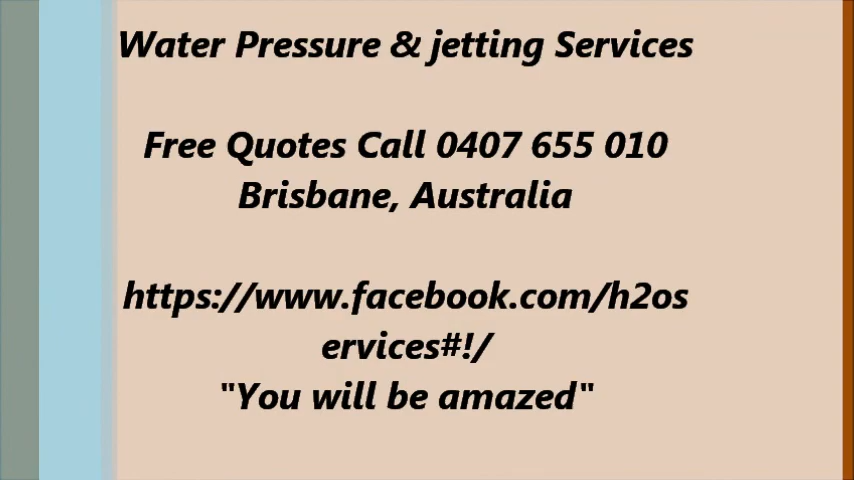 Water Pressure & jetting Services
Free Quotes Call 0407 655 010
Brisbane, Australia
https://www.facebook.com/h2os
ervices#!/
"You will be amazed"